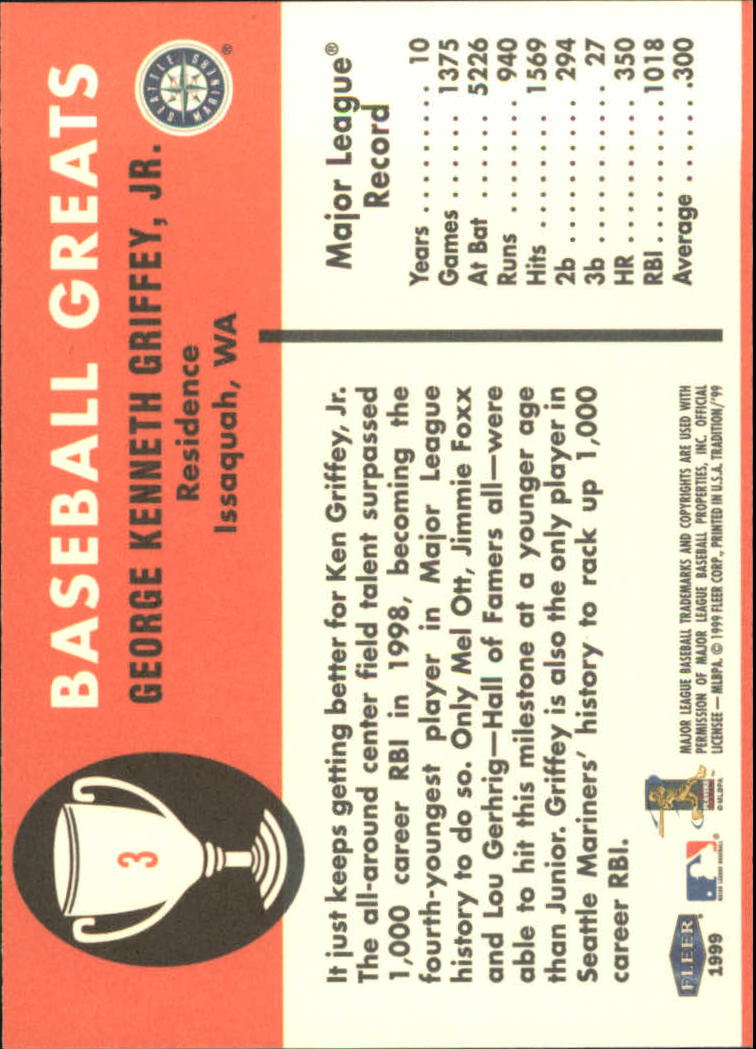 3
BASEBALL GREATS
GEORGE KENNETH GRIFFEY, JR.
Residence
Issaquah, WA
SEATTLE MARINERS
®
It just keeps getting better for Ken Griffey, Jr.
The all-around center field talent surpassed
1,000 career RBI in 1998, becoming the
fourth-youngest player in Major League
history to do so. Only Mel Ott, Jimmie Foxx
and Lou Gerhrig—Hall of Famers all—were
able to hit this milestone at a younger age
than Junior. Griffey is also the only player in
Seattle Mariners' history to rack up 1,000
career RBI.
Major League®
Record
Years . . . . . . . . . . 10
Games . . . . . . 1375
At Bat . . . . . . 5226
Runs . . . . . . . . 940
Hits . . . . . . . . 1569
2b . . . . . . . . . . 294
3b . . . . . . . . . . . 27
HR . . . . . . . . . . 350
RBI . . . . . . . . . 1018
Average . . . . . . .300
FLEER®
1999
MAJOR LEAGUE BASEBALL
©MLBPA
MAJOR LEAGUE BASEBALL TRADEMARKS AND COPYRIGHTS ARE USED WITH
PERMISSION OF MAJOR LEAGUE BASEBALL PROPERTIES, INC. OFFICIAL
LICENSEE — MLBPA. © 1999 FLEER CORP., PRINTED IN U.S.A. TRADITION/'99